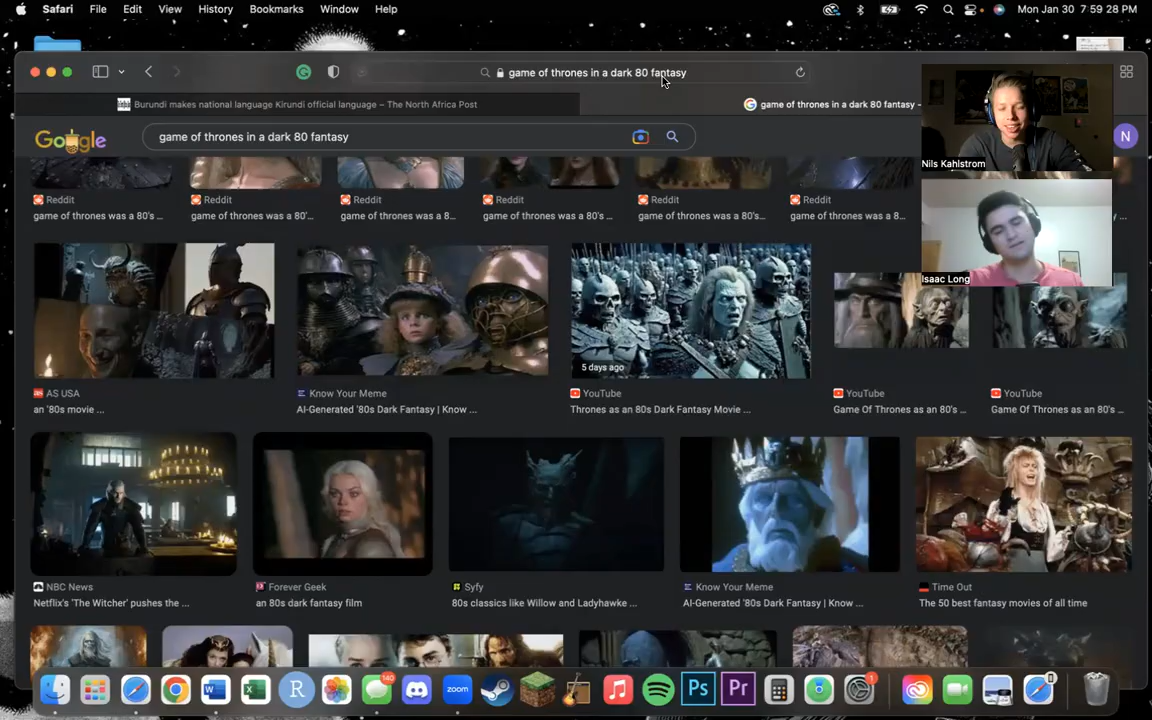 Safari File Edit View History Bookmarks Window Help Mon Jan 30 7:59:28 PM
game of thrones in a dark 80 fantasy
Burundi makes national language Kirundi official language – The North Africa Post
game of thrones in a dark 80 fantasy -
Google
game of thrones in a dark 80 fantasy
N
Nils Kahlstrom
Isaac Long
Reddit Reddit Reddit Reddit Reddit Reddit
game of thrones was a 80's ... game of thrones was a 80'... game of thrones was a 8... game of thrones was a 80's ... game of thrones was a 80's... game of thrones was a 8...
5 days ago
AS USA Know Your Meme YouTube YouTube YouTube
an '80s movie ... AI-Generated '80s Dark Fantasy | Know ... Thrones as an 80's Dark Fantasy Movie ... Game Of Thrones as an 80's ... Game Of Thrones as an 80's ...
NBC News Forever Geek Syfy Know Your Meme Time Out
Netflix's 'The Witcher' pushes the ... an 80s dark fantasy film 80s classics like Willow and Ladyhawke ... AI-Generated '80s Dark Fantasy | Know ... The 50 best fantasy movies of all time
W X R 140 zoom Ps Pr 1